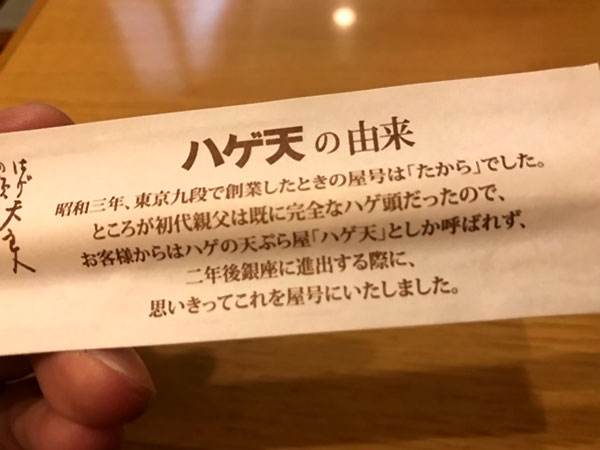 ハゲ天の由来
昭和三年、東京九段で創業したときの屋号は「たから」でした。
ところが初代親父は既に完全なハゲ頭だったので、
お客様からはハゲの天ぷら屋「ハゲ天」としか呼ばれず、
二年後銀座に進出する際に、
思いきってこれを屋号にいたしました。
はげ天主人